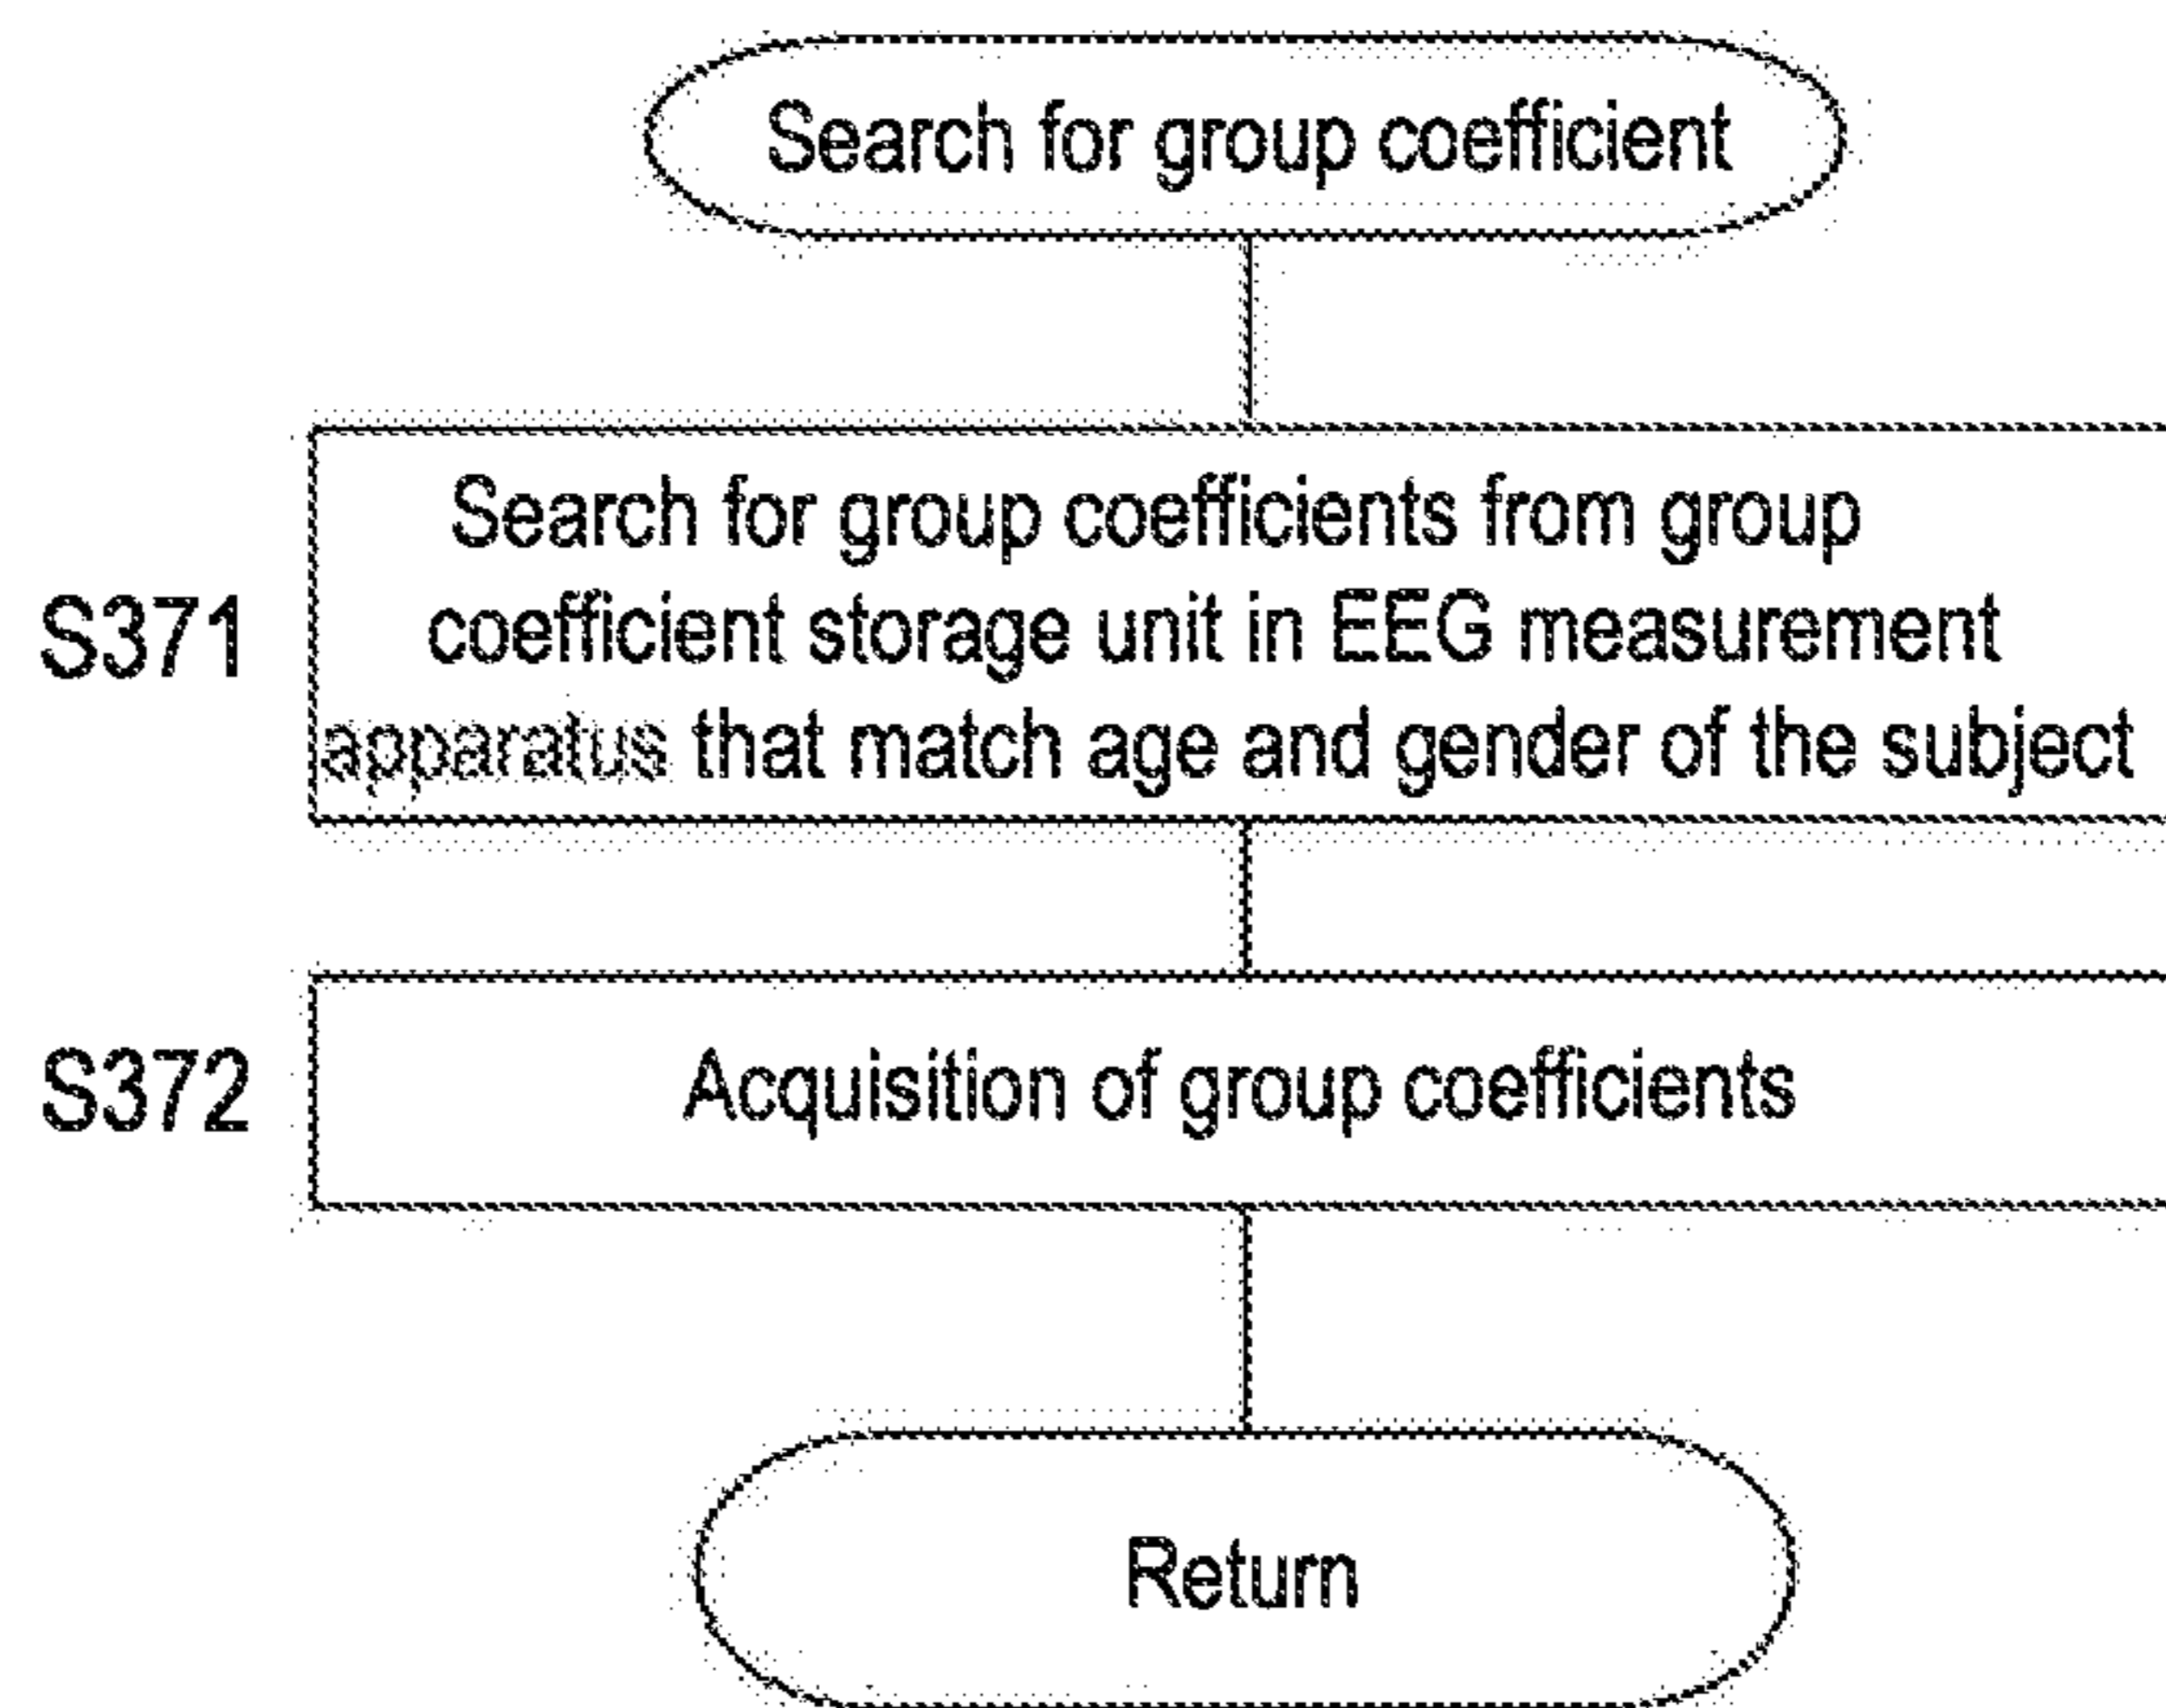 Search for group coefficient
S371
Search for group coefficients from group
coefficient storage unit in EEG measurement
apparatus that match age and gender of the subject
S372
Acquisition of group coefficients
Return